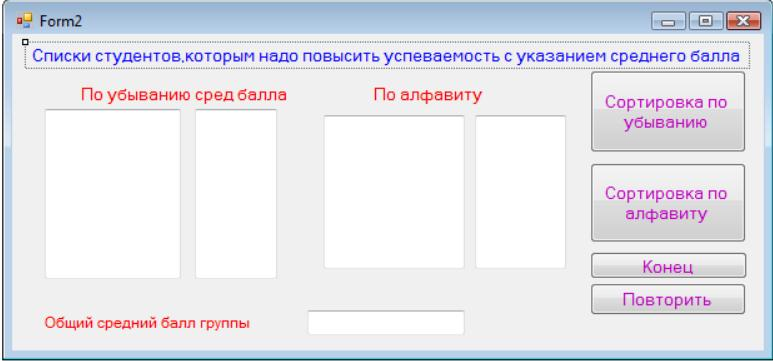 Form2
Списки студентов,которым надо повысить успеваемость с указанием среднего балла
По убыванию сред балла
По алфавиту
Сортировка по
убыванию
Сортировка по
алфавиту
Конец
Повторить
Общий средний балл группы